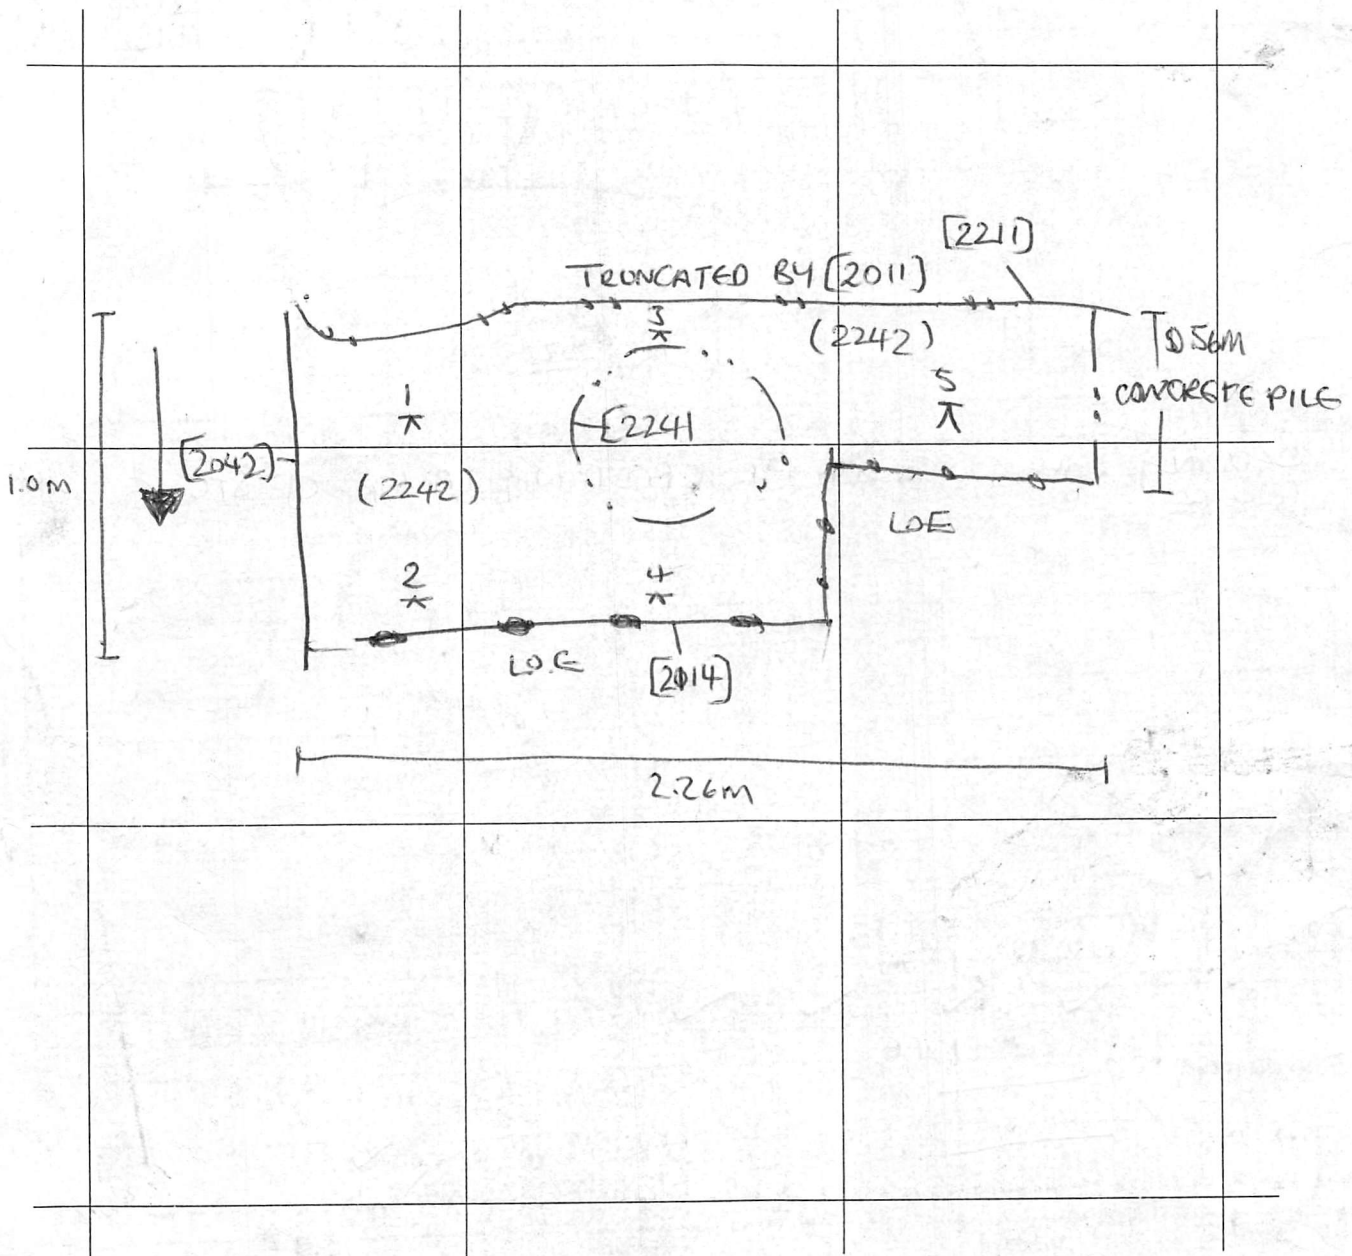 [2211]
TRUNCATED BY [2011]
3
(2242)
0.56M
5
CONCRETE PILE
1
[2241
[2042]
1.0M
(2242)
LOE
2
4
L.O.E
[2014]
2.26M